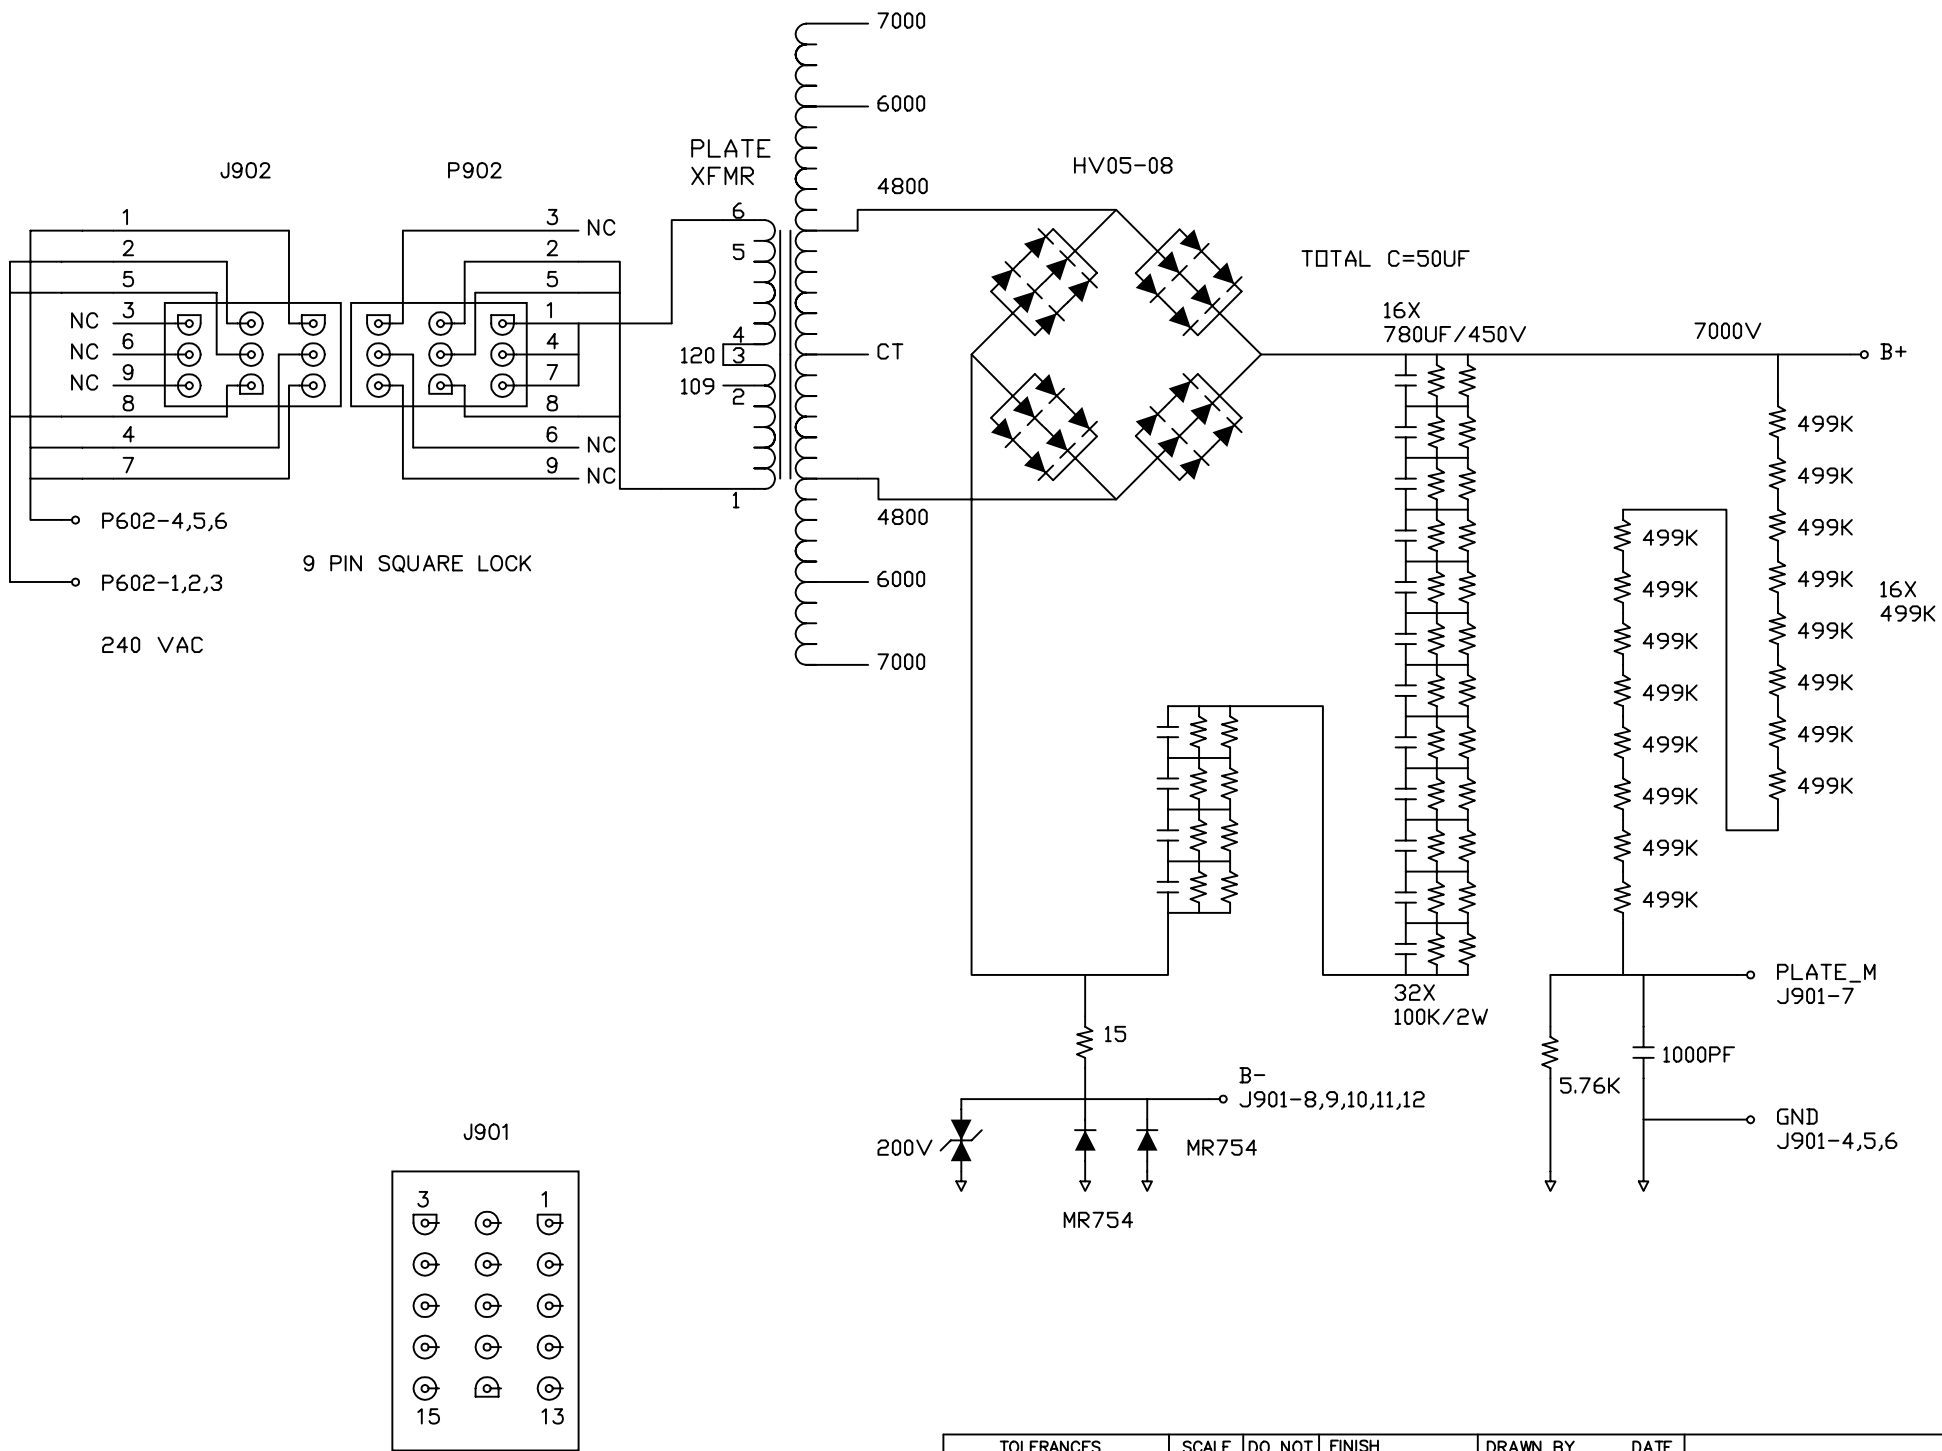 7000
6000
PLATE
XFMR
J902
P902
HV05-08
4800
1
2
5
3
NC
2
5
6
5
TOTAL C=50UF
16X
780UF/450V
7000V
B+
NC 3
NC 6
NC 9
8
4
7
1
4
7
8
6 NC
9 NC
4
120 3
109
2
1
CT
P602-4,5,6
P602-1,2,3
240 VAC
9 PIN SQUARE LOCK
4800
6000
7000
499K
499K
499K
499K
499K
499K
499K
499K
16X
499K
499K
499K
499K
499K
499K
499K
499K
499K
32X
100K/2W
PLATE_M
J901-7
15
1000PF
5.76K
B-
J901-8,9,10,11,12
GND
J901-4,5,6
200V
MR754
MR754
J901
3
1
15
13
TOLERANCES
SCALE
DO NOT
FINISH
DRAWN BY
DATE